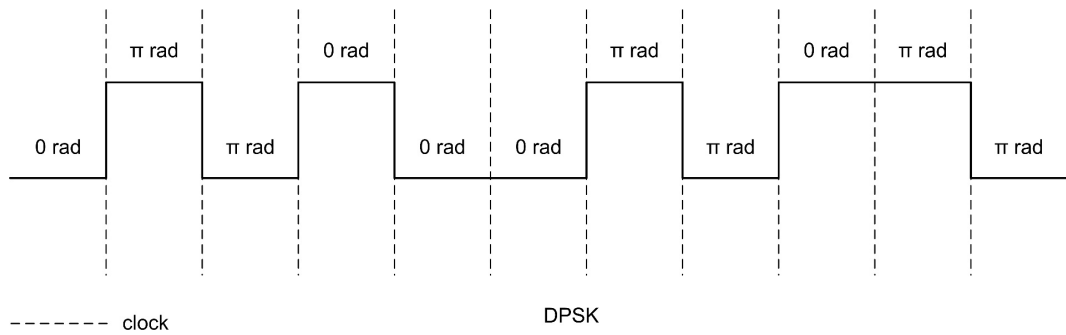 π rad 0 rad π rad 0 rad π rad
0 rad π rad 0 rad 0 rad π rad π rad
clock DPSK